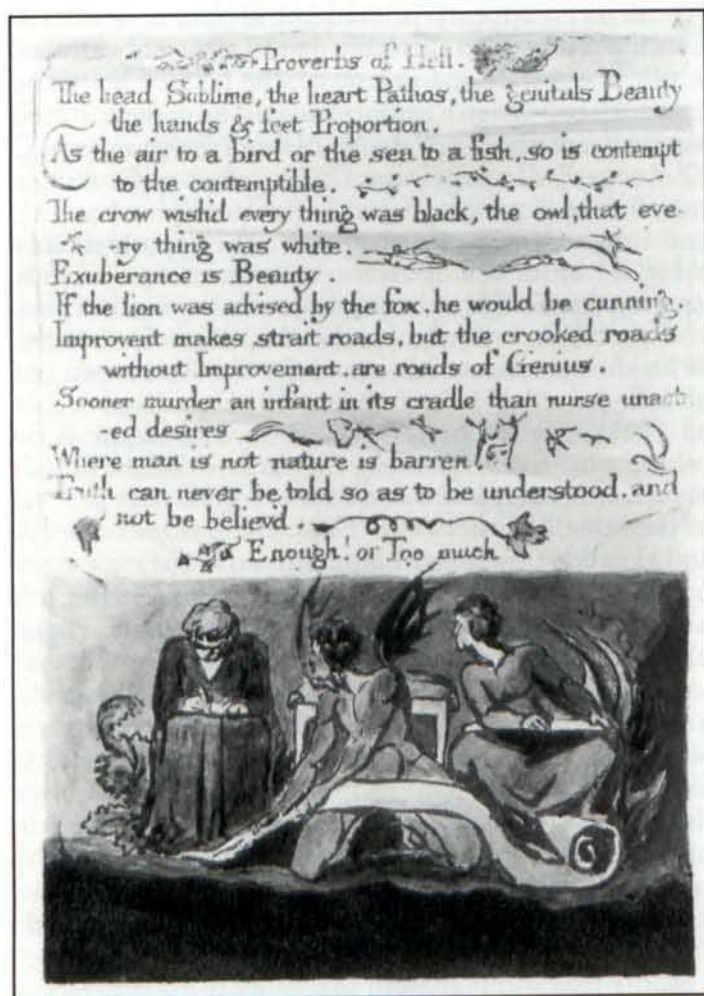 Proverbs of Hell.
The head Sublime, the heart Pathos, the genitals Beauty
the hands & feet Proportion.
As the air to a bird or the sea to a fish, so is contempt
to the contemptible.
The crow wish'd every thing was black, the owl, that eve-
-ry thing was white.
Exuberance is Beauty.
If the lion was advised by the fox. he would be cunning.
Improvent makes strait roads, but the crooked roads
without Improvement. are roads of Genius.
Sooner murder an infant in its cradle than nurse unact
-ed desires
Where man is not nature is barren.
Truth can never be told so as to be understood. and
not be believ'd.
Enough! or Too much